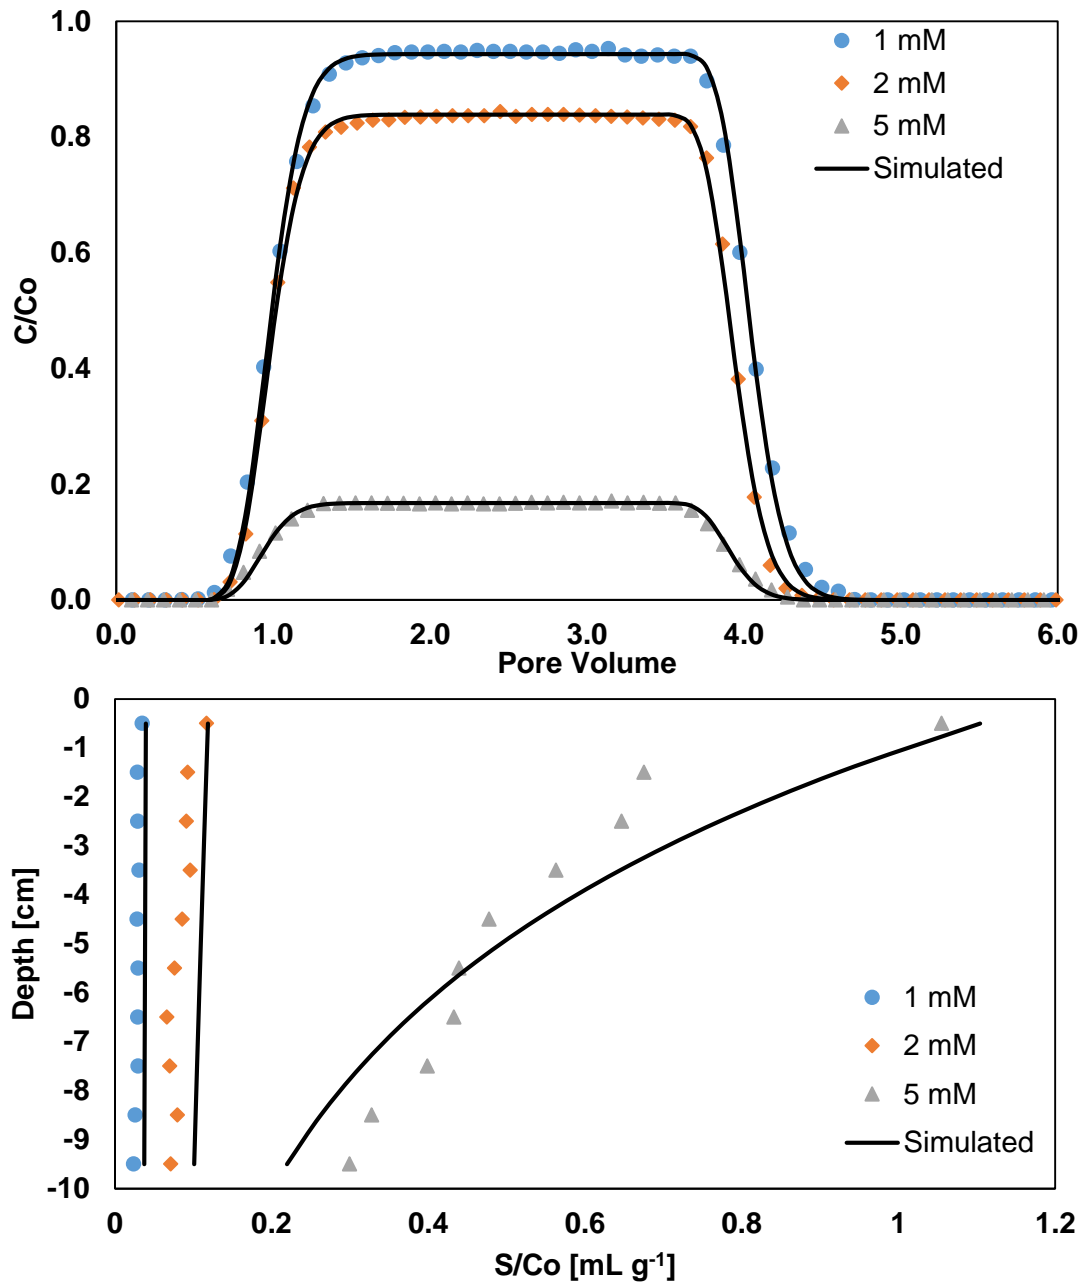 1.0
0.8
0.6
0.4
0.2
0.0
C/Co
1 mM
2 mM
5 mM
Simulated
0.0 1.0 2.0 3.0 4.0 5.0 6.0
Pore Volume
0
-1
-2
-3
-4
-5
-6
-7
-8
-9
-10
Depth [cm]
1 mM
2 mM
5 mM
Simulated
0 0.2 0.4 0.6 0.8 1 1.2
S/Co [mL g⁻¹]